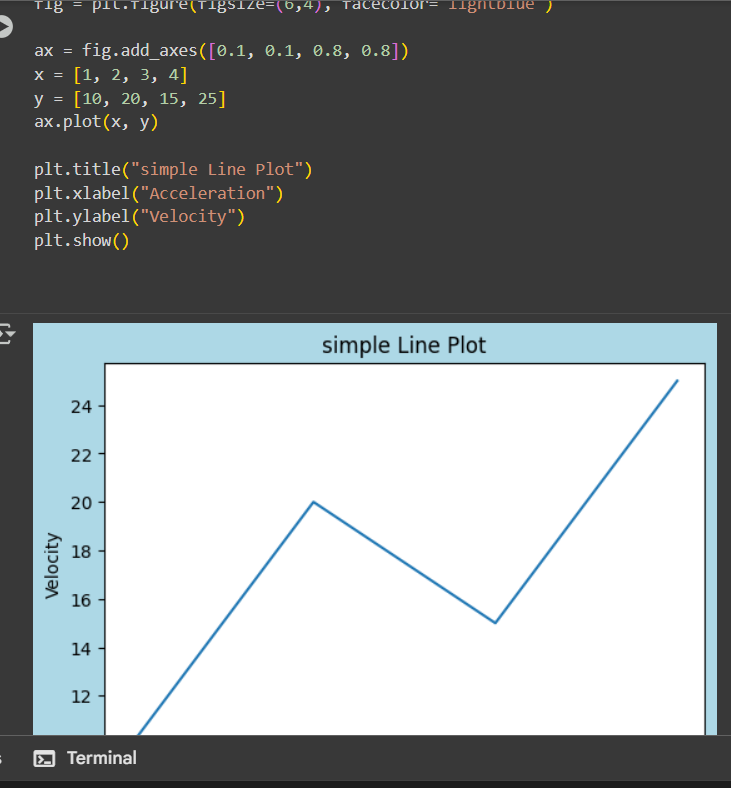 fig = plt.figure(figsize=(6,4), facecolor='lightblue')
ax = fig.add_axes([0.1, 0.1, 0.8, 0.8])
x = [1, 2, 3, 4]
y = [10, 20, 15, 25]
ax.plot(x, y)
plt.title("simple Line Plot")
plt.xlabel("Acceleration")
plt.ylabel("Velocity")
plt.show()
simple Line Plot
24
22
20
18
16
14
12
Velocity
s
Terminal